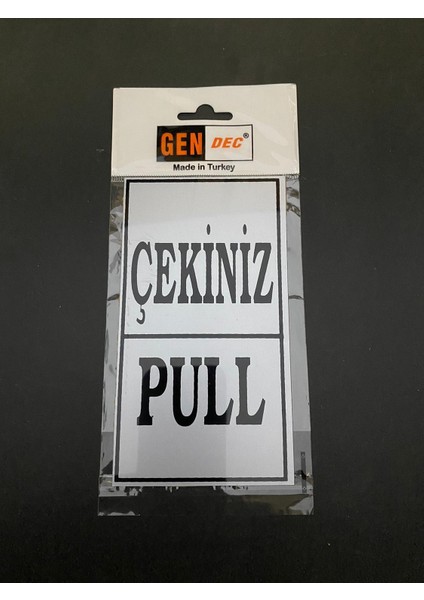 GEN DEC®
Made in Turkey
ÇEKİNİZ
PULL